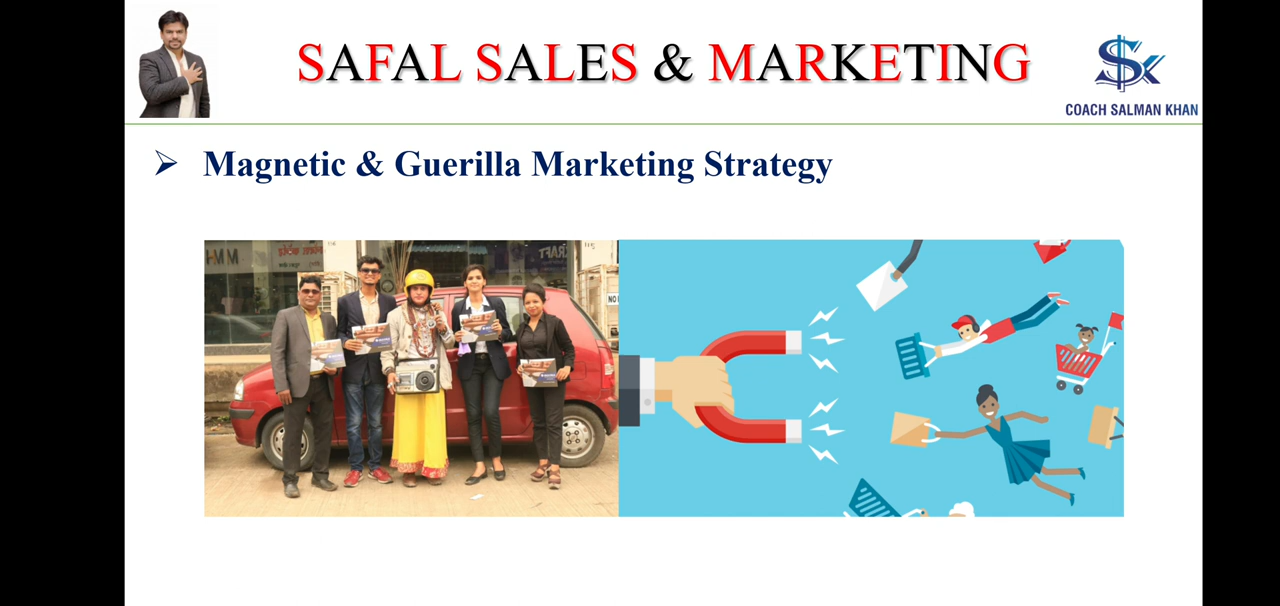 SAFAL SALES & MARKETING
COACH SALMAN KHAN
➢ Magnetic & Guerilla Marketing Strategy